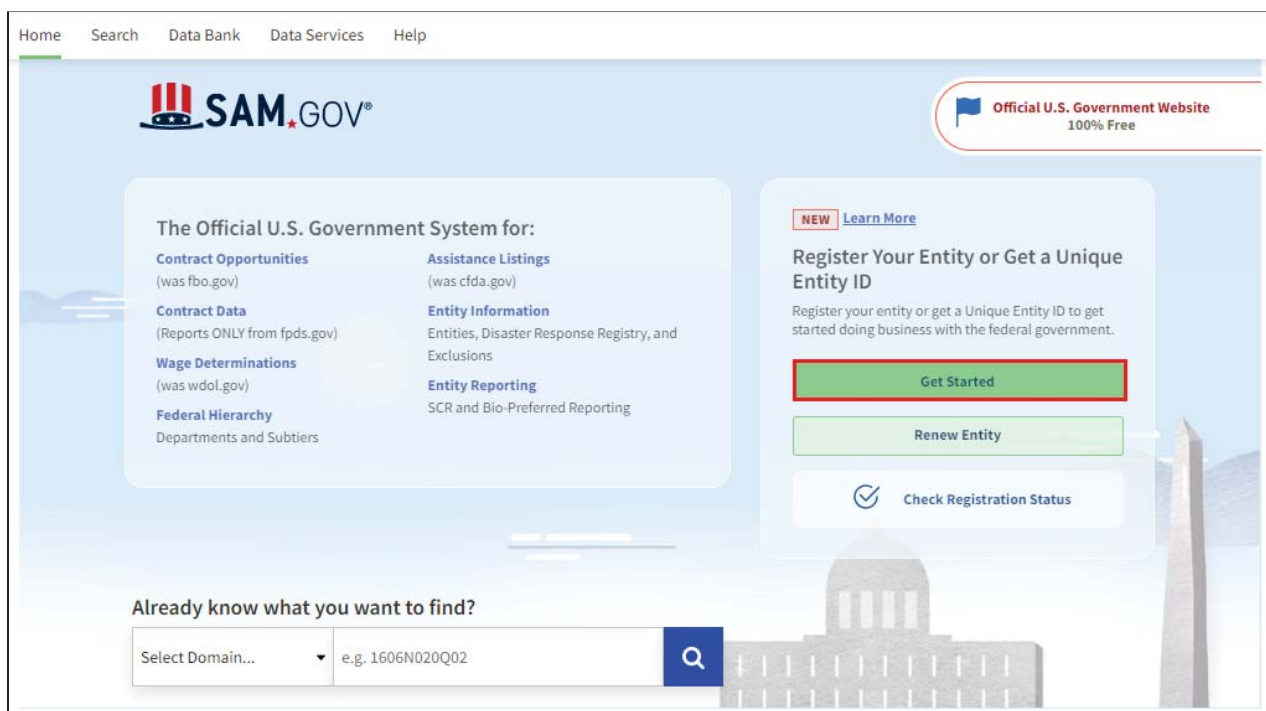 Home Search Data Bank Data Services Help
SAM.GOV®
Official U.S. Government Website
100% Free
The Official U.S. Government System for:
Contract Opportunities
(was fbo.gov)
Contract Data
(Reports ONLY from fpds.gov)
Wage Determinations
(was wdol.gov)
Federal Hierarchy
Departments and Subtiers
Assistance Listings
(was cfda.gov)
Entity Information
Entities, Disaster Response Registry, and
Exclusions
Entity Reporting
SCR and Bio-Preferred Reporting
NEW Learn More
Register Your Entity or Get a Unique
Entity ID
Register your entity or get a Unique Entity ID to get
started doing business with the federal government.
Get Started
Renew Entity
Check Registration Status
Already know what you want to find?
Select Domain... e.g. 1606N020Q02